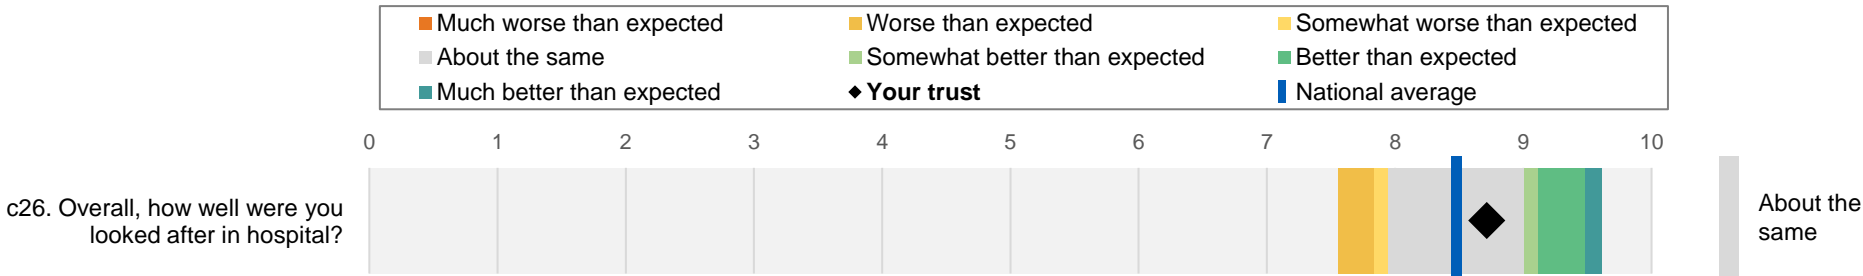 Much worse than expected Worse than expected Somewhat worse than expected
About the same Somewhat better than expected Better than expected
Much better than expected Your trust National average
0 1 2 3 4 5 6 7 8 9 10
c26. Overall, how well were you
looked after in hospital?
About the
same